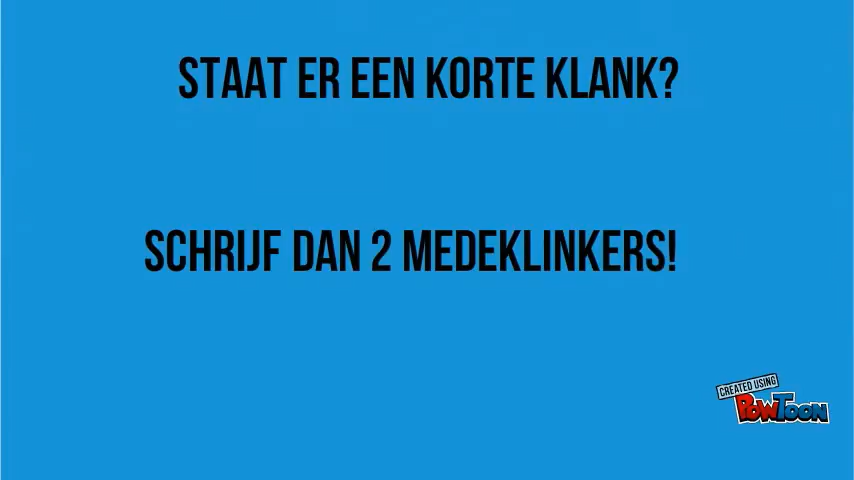 STAAT ER EEN KORTE KLANK?
SCHRIJF DAN 2 MEDEKLINKERS!
CREATED USING
POWTOON